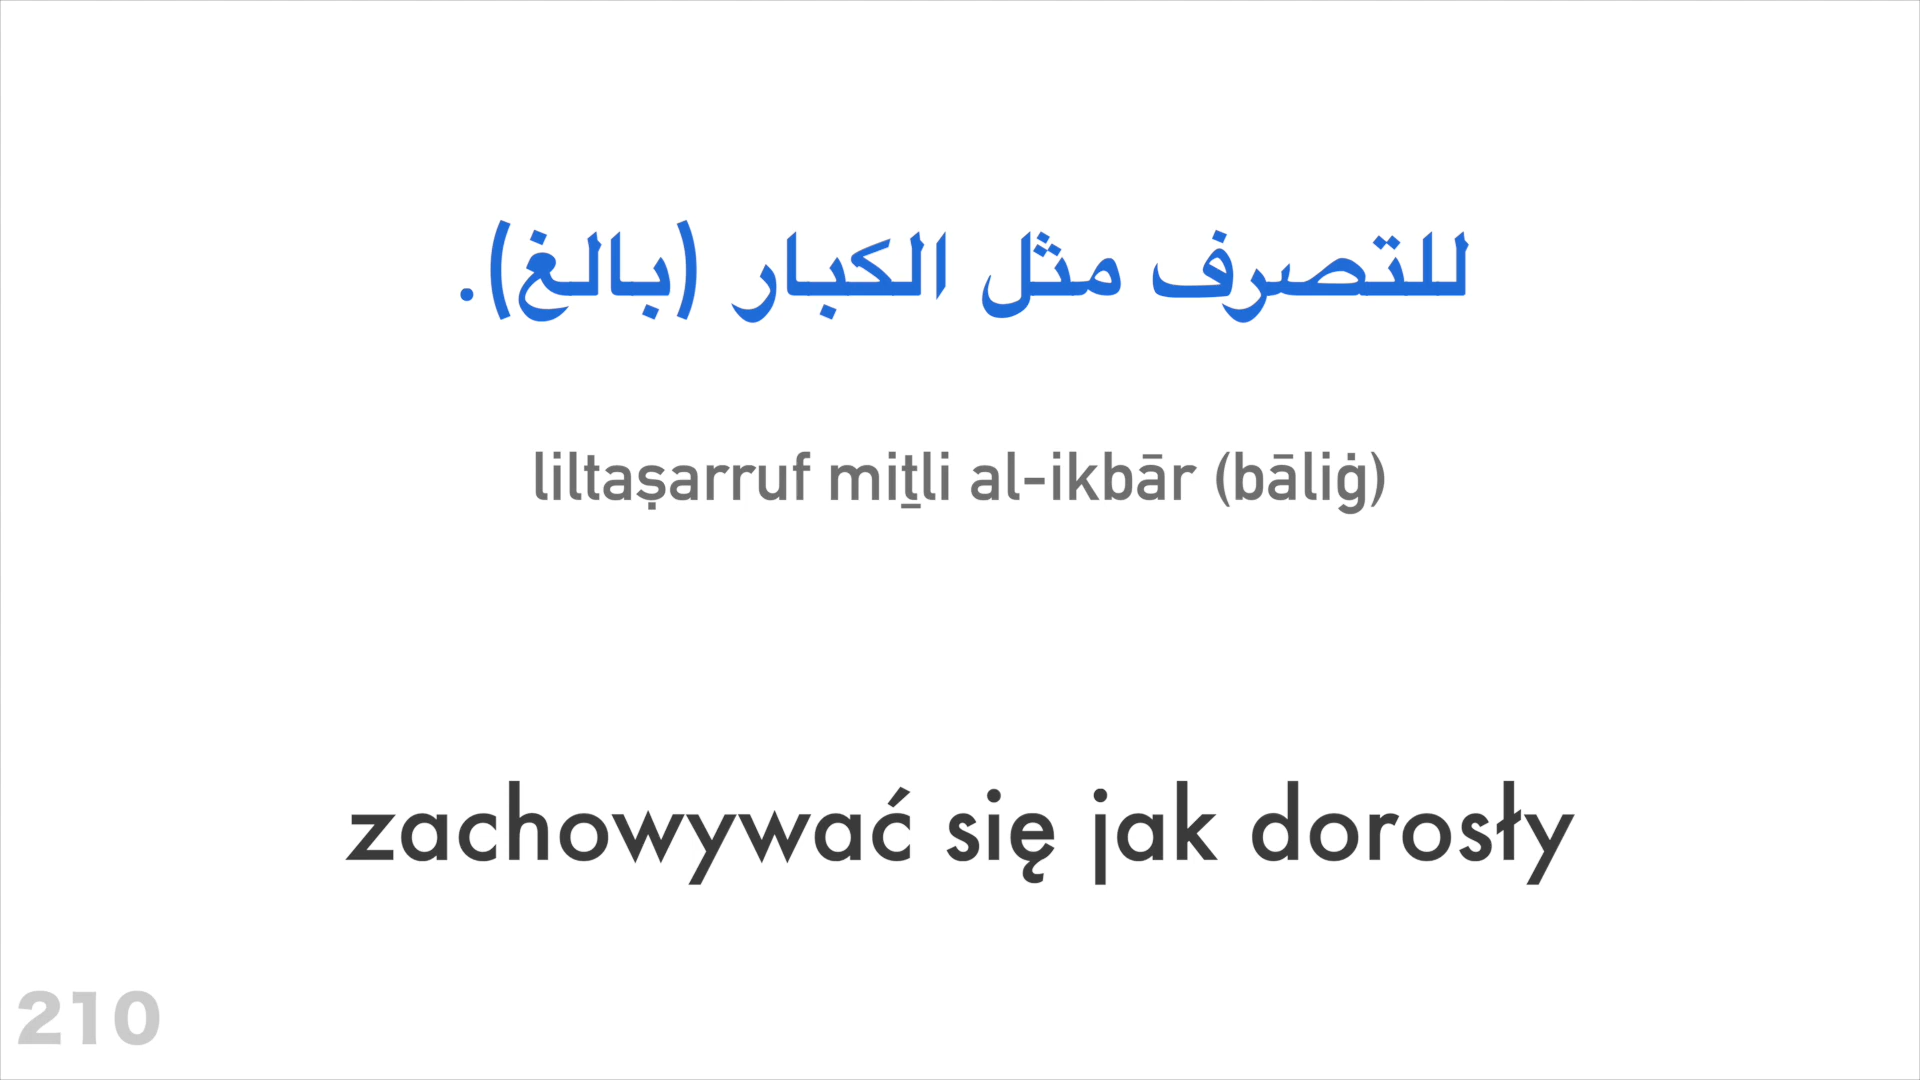 للتصرف مثل الكبار (بالغ).
liltaṣarruf miṯli al-ikbār (bāliġ)
zachowywać się jak dorosły
210